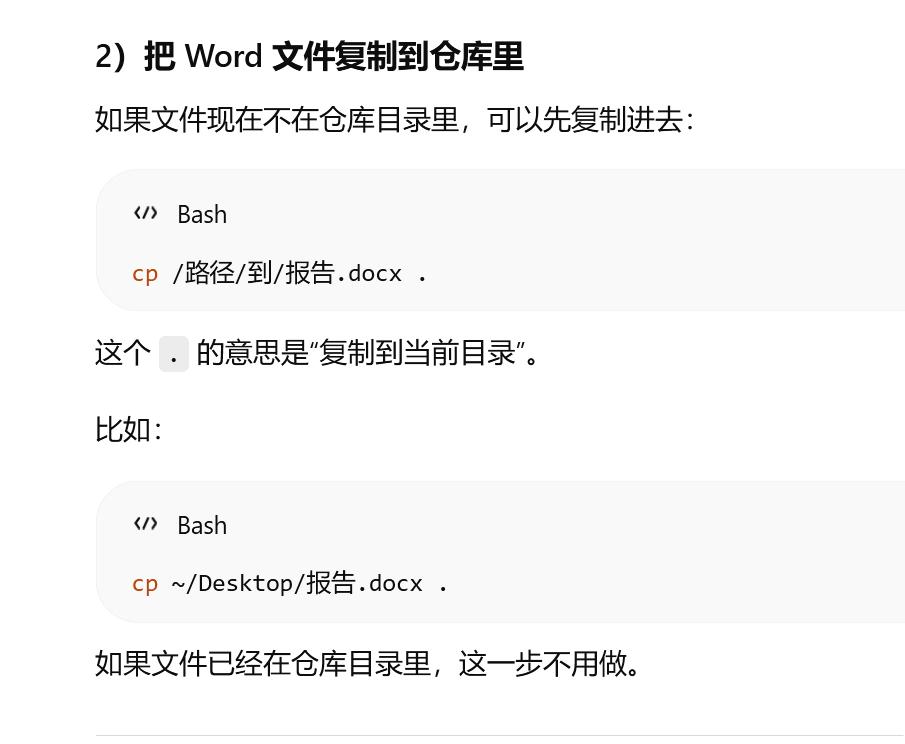 2）把 Word 文件复制到仓库里
如果文件现在不在仓库目录里，可以先复制进去：
Bash
cp /路径/到/报告.docx .
这个 . 的意思是“复制到当前目录”。
比如：
Bash
cp ~/Desktop/报告.docx .
如果文件已经在仓库目录里，这一步不用做。